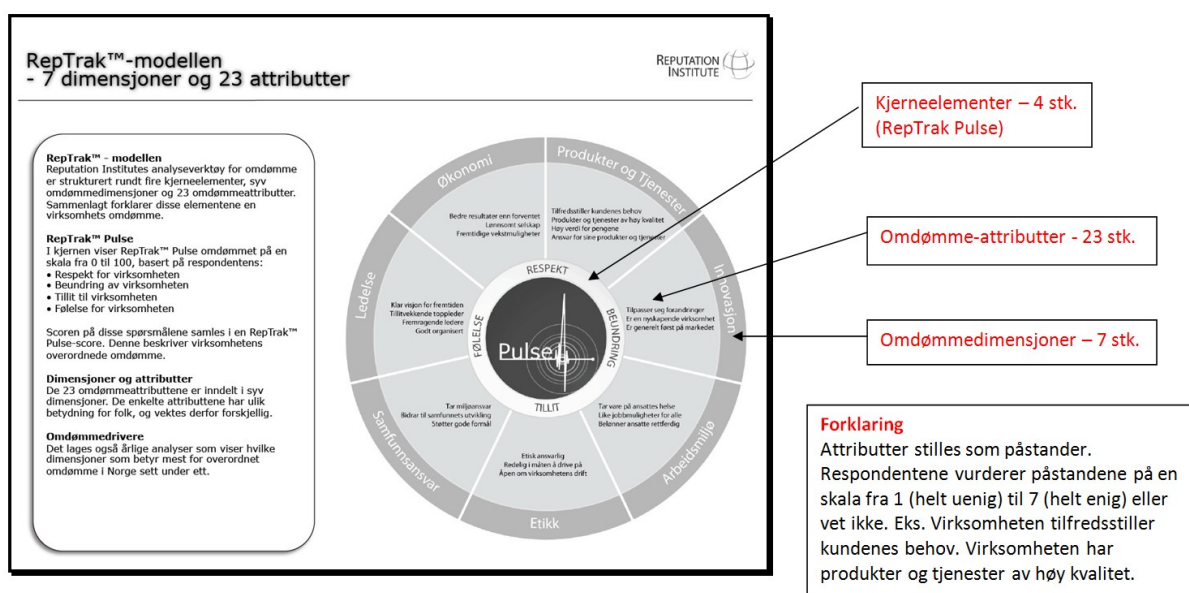 RepTrak™-modellen
- 7 dimensjoner og 23 attributter
REPUTATION
INSTITUTE
RepTrak™ - modellen
Reputation Institutes analyseverktøy for omdømme
er strukturert rundt fire kjerneelementer, syv
omdømmedimensjoner og 23 omdømmeattributter.
Sammenlagt forklarer disse elementene en
virksomhets omdømme.
RepTrak™ Pulse
I kjernen viser RepTrak™ Pulse omdømmet på en
skala fra 0 til 100, basert på respondentens:
• Respekt for virksomheten
• Beundring av virksomheten
• Tillit til virksomheten
• Følelse for virksomheten
Scoren på disse spørsmålene samles i en RepTrak™
Pulse-score. Denne beskriver virksomhetens
overordnede omdømme.
Dimensjoner og attributter
De 23 omdømmeattributtene er inndelt i syv
dimensjoner. De enkelte attributtene har ulik
betydning for folk, og vektes derfor forskjellig.
Omdømmedrivere
Det lages også årlige analyser som viser hvilke
dimensjoner som betyr mest for overordnet
omdømme i Norge sett under ett.
Økonomi
Bedre resultater enn forventet
Lønnsomt selskap
Fremtidige vekstmuligheter
Produkter og Tjenester
Tilfredsstiller kundenes behov
Produkter og tjenester av høy kvalitet
Høy verdi for pengene
Ansvar for sine produkter og tjenester
Innovasjon
Tilpasser seg forandringer
Er en nyskapende virksomhet
Er generelt først på markedet
Arbeidsmiljø
Tar vare på ansattes helse
Like jobbmuligheter for alle
Belønner ansatte rettferdig
Etikk
Etisk ansvarlig
Redelig i måten å drive på
Åpen om virksomhetens drift
Samfunnsansvar
Tar miljøansvar
Bidrar til samfunnets utvikling
Støtter gode formål
Ledelse
Klar visjon for fremtiden
Tillitvekkende toppleder
Fremragende ledere
Godt organisert
RESPEKT
BEUNDRING
TILLIT
FØLELSE
Pulse
Kjerneelementer – 4 stk.
(RepTrak Pulse)
Omdømme-attributter - 23 stk.
Omdømmedimensjoner – 7 stk.
Forklaring
Attributter stilles som påstander.
Respondentene vurderer påstandene på en
skala fra 1 (helt uenig) til 7 (helt enig) eller
vet ikke. Eks. Virksomheten tilfredsstiller
kundenes behov. Virksomheten har
produkter og tjenester av høy kvalitet.